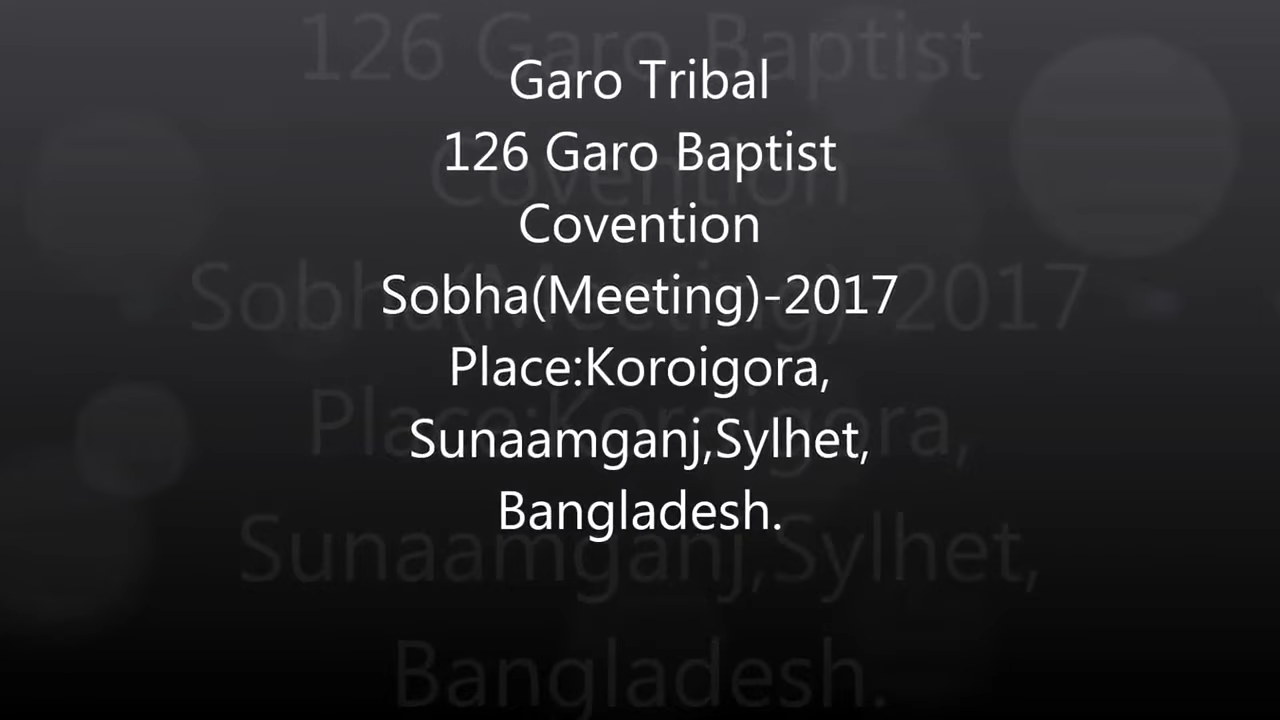 Garo Tribal
126 Garo Baptist
Covention
Sobha(Meeting)-2017
Place:Koroigora,
Sunaamganj,Sylhet,
Bangladesh.